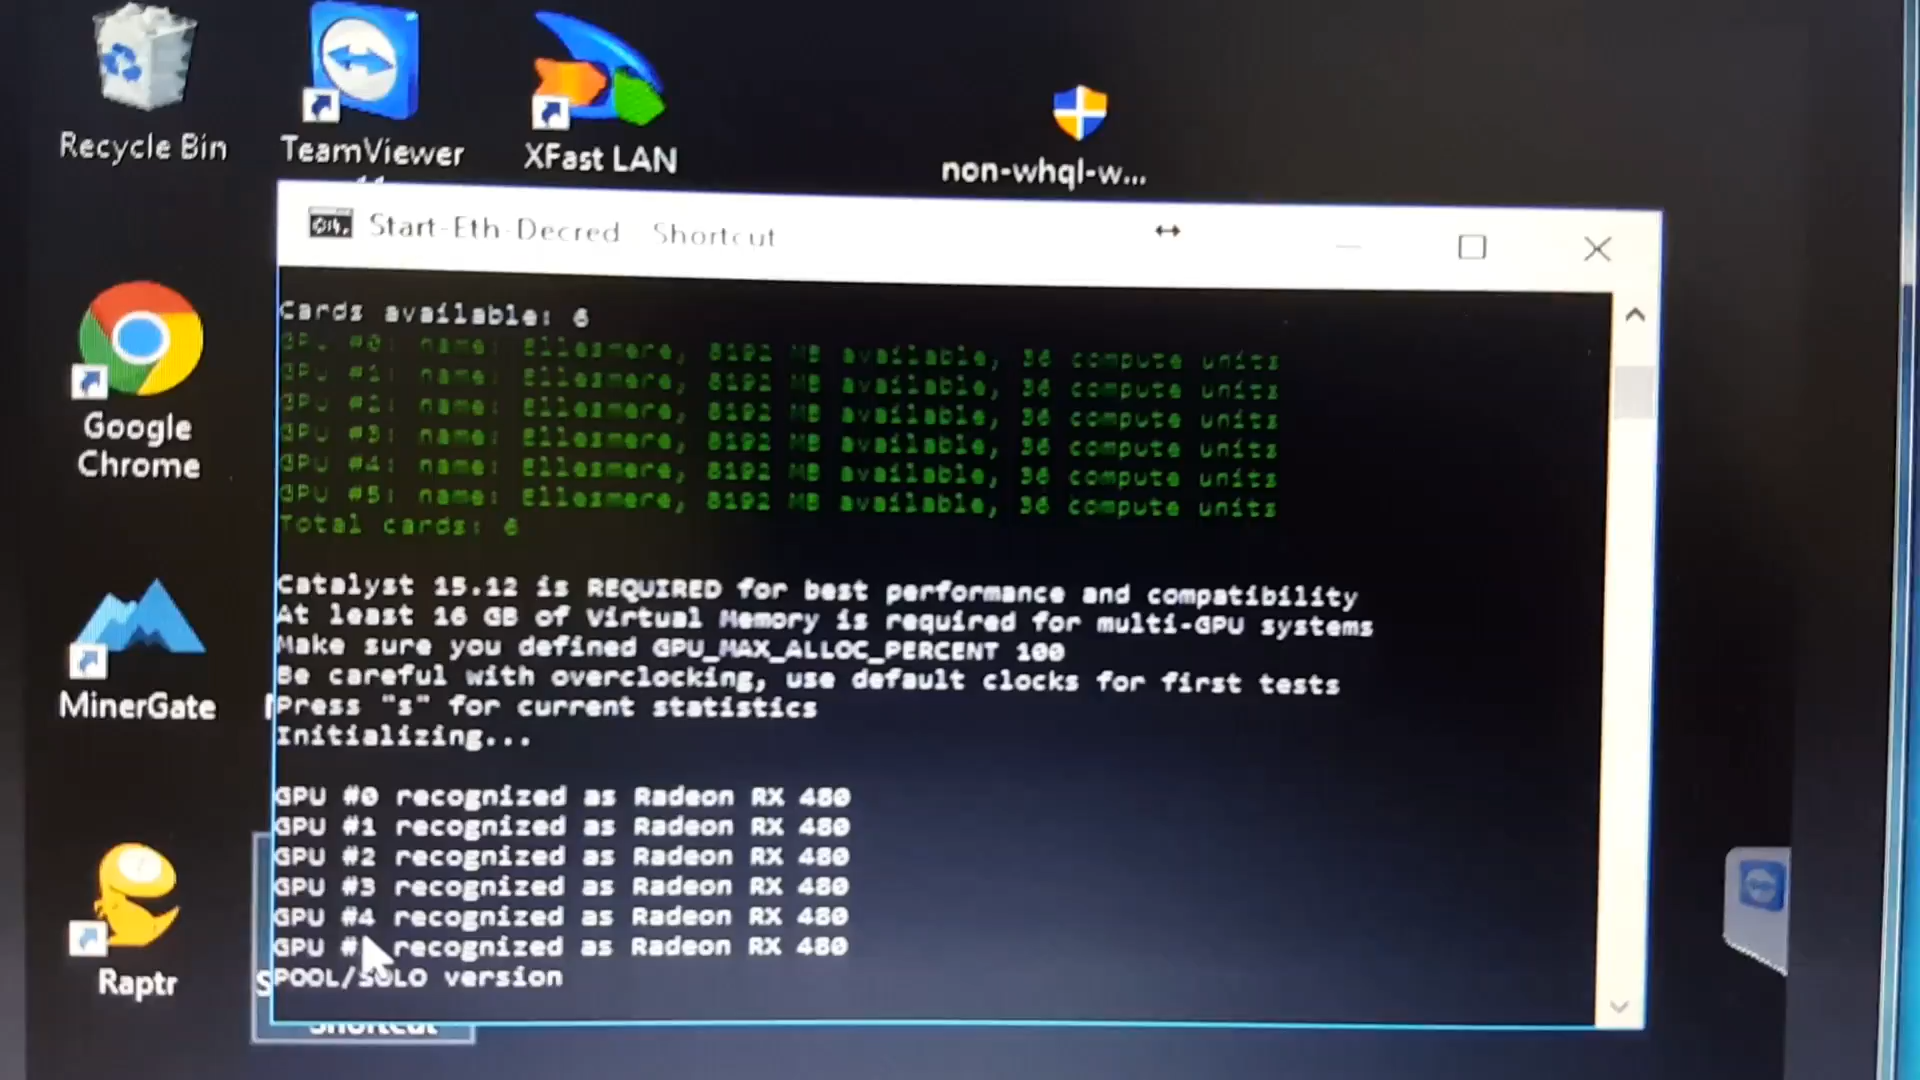 Recycle Bin
TeamViewer
XFast LAN
non-whql-w...
Start-Eth-Decred Shortcut
Google
Chrome
MinerGate
Raptr
Cards available: 6
GPU #0: name: Ellesmere, 8192 MB available, 36 compute units
GPU #1: name: Ellesmere, 8192 MB available, 36 compute units
GPU #2: name: Ellesmere, 8192 MB available, 36 compute units
GPU #3: name: Ellesmere, 8192 MB available, 36 compute units
GPU #4: name: Ellesmere, 8192 MB available, 36 compute units
GPU #5: name: Ellesmere, 8192 MB available, 36 compute units
Total cards: 6
Catalyst 15.12 is REQUIRED for best performance and compatibility
At least 16 GB of Virtual Memory is required for multi-GPU systems
Make sure you defined GPU_MAX_ALLOC_PERCENT 100
Be careful with overclocking, use default clocks for first tests
Press "s" for current statistics
Initializing...
GPU #0 recognized as Radeon RX 480
GPU #1 recognized as Radeon RX 480
GPU #2 recognized as Radeon RX 480
GPU #3 recognized as Radeon RX 480
GPU #4 recognized as Radeon RX 480
GPU # recognized as Radeon RX 480
POOL/SOLO version
Shortcut